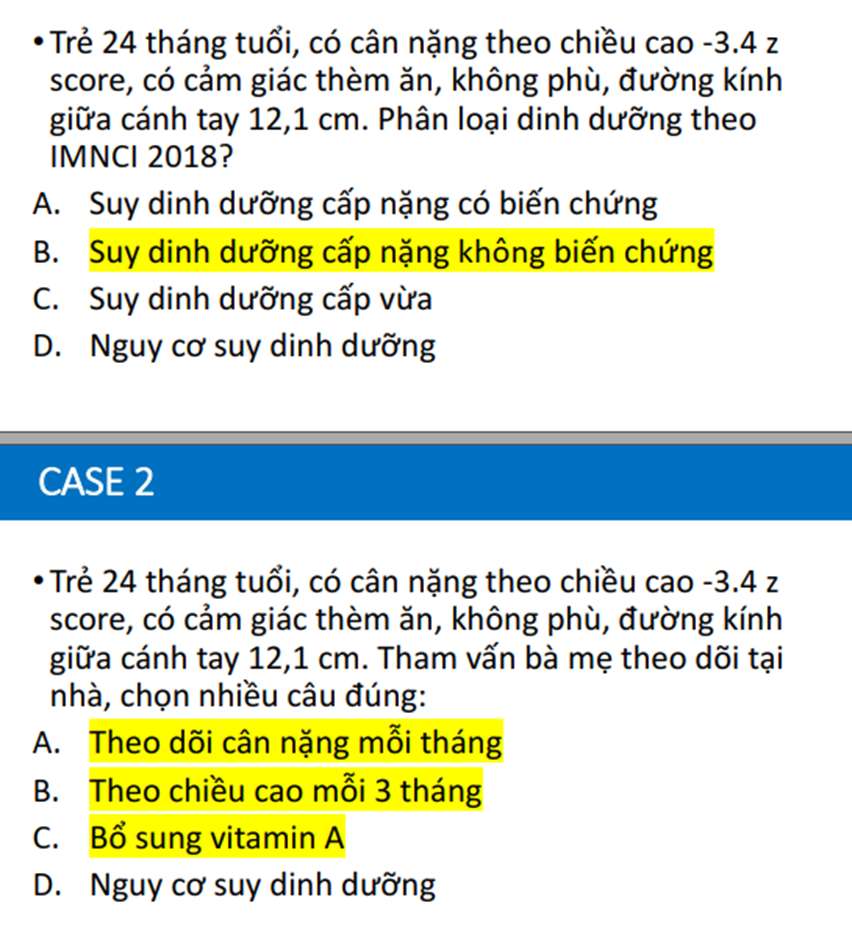 • Trẻ 24 tháng tuổi, có cân nặng theo chiều cao -3.4 z
score, có cảm giác thèm ăn, không phù, đường kính
giữa cánh tay 12,1 cm. Phân loại dinh dưỡng theo
IMNCI 2018?
A. Suy dinh dưỡng cấp nặng có biến chứng
B. Suy dinh dưỡng cấp nặng không biến chứng
C. Suy dinh dưỡng cấp vừa
D. Nguy cơ suy dinh dưỡng
CASE 2
• Trẻ 24 tháng tuổi, có cân nặng theo chiều cao -3.4 z
score, có cảm giác thèm ăn, không phù, đường kính
giữa cánh tay 12,1 cm. Tham vấn bà mẹ theo dõi tại
nhà, chọn nhiều câu đúng:
A. Theo dõi cân nặng mỗi tháng
B. Theo chiều cao mỗi 3 tháng
C. Bổ sung vitamin A
D. Nguy cơ suy dinh dưỡng